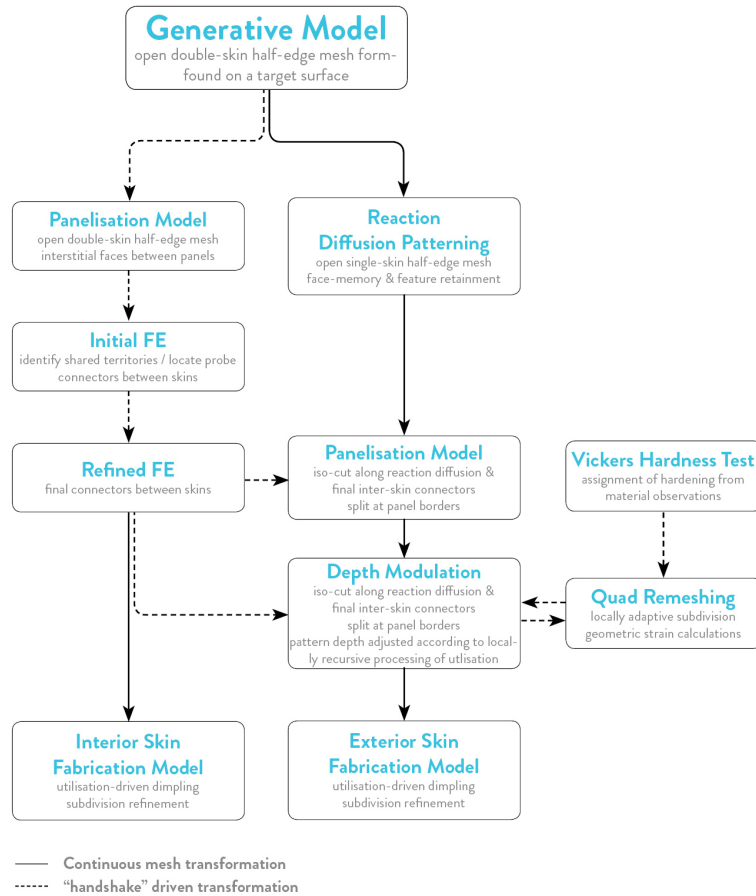 Generative Model
open double-skin half-edge mesh form-
found on a target surface
Panelisation Model
open double-skin half-edge mesh
interstitial faces between panels
Reaction
Diffusion Patterning
open single-skin half-edge mesh
face-memory & feature retainment
Initial FE
identify shared territories / locate probe
connectors between skins
Refined FE
final connectors between skins
Panelisation Model
iso-cut along reaction diffusion &
final inter-skin connectors
split at panel borders
Vickers Hardness Test
assignment of hardening from
material observations
Depth Modulation
iso-cut along reaction diffusion &
final inter-skin connectors
split at panel borders
pattern depth adjusted according to local-
ly recursive processing of utlisation
Quad Remeshing
locally adaptive subdivision
geometric strain calculations
Interior Skin
Fabrication Model
utilisation-driven dimpling
subdivision refinement
Exterior Skin
Fabrication Model
utilisation-driven dimpling
subdivision refinement
Continuous mesh transformation
“handshake” driven transformation